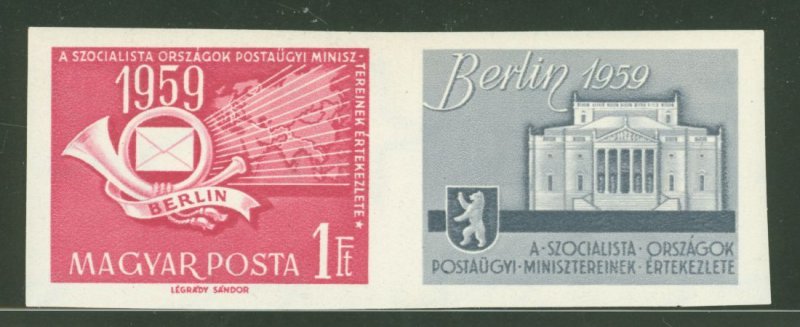 A SZOCIALISTA ORSZÁGOK POSTAÜGYI MINISZ-
TEREINEK ÉRTEKEZLETE★
1959
BERLIN
MAGYAR POSTA 1Ft
LÉGRÁDY SÁNDOR
Berlin 1959
A·SZOCIALISTA·ORSZÁGOK
POSTAÜGYI·MINISZTEREINEK·ÉRTEKEZLETE